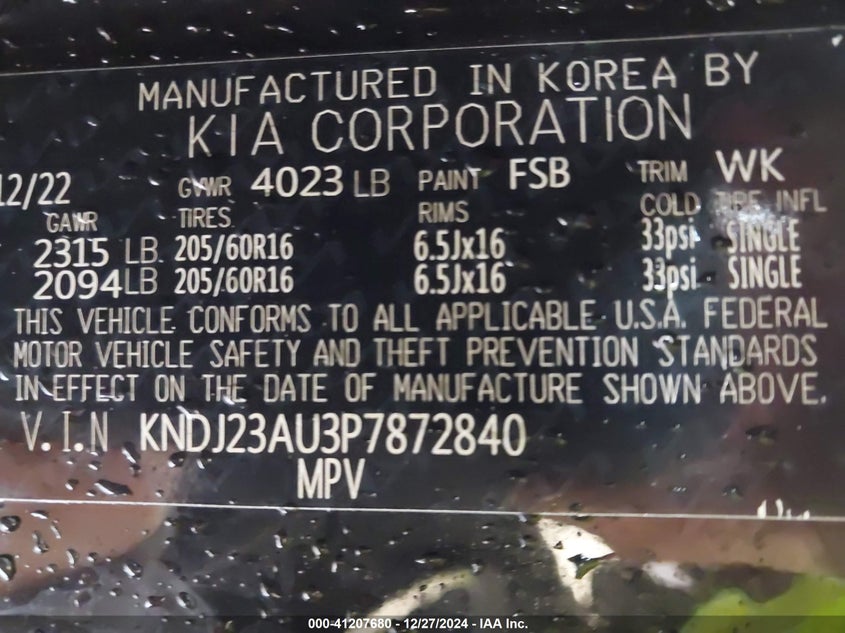 MANUFACTURED IN KOREA BY
KIA CORPORATION
12/22 GVWR 4023 LB PAINT FSB TRIM WK
GAWR TIRES RIMS COLD TIRE INFL
2315 LB. 205/60R16 6.5Jx16 33psi SINGLE
2094 LB 205/60R16 6.5Jx16 33psi SINGLE
THIS VEHICLE CONFORMS TO ALL APPLICABLE U.S.A. FEDERAL
MOTOR VEHICLE SAFETY AND THEFT PREVENTION STANDARDS
IN EFFECT ON THE DATE OF MANUFACTURE SHOWN ABOVE.
V.I.N KNDJ23AU3P7872840
MPV
000-41207680 - 12/27/2024 - IAA Inc.